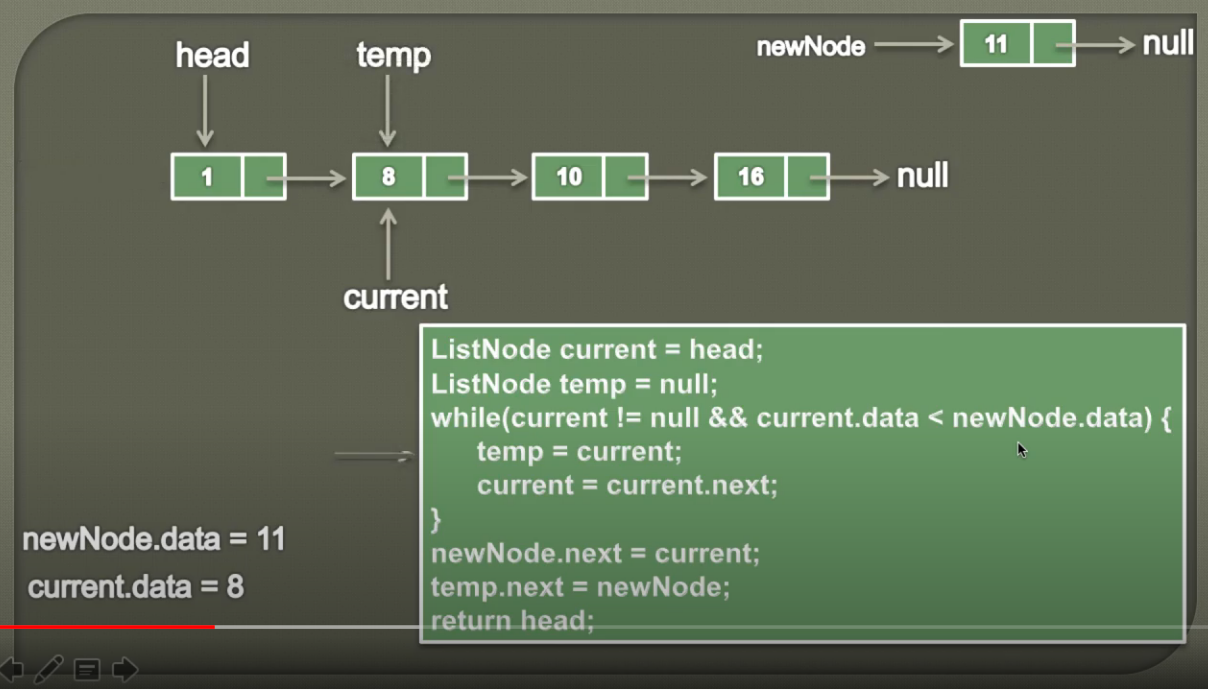 head
temp
newNode
11
null
1
8
10
16
null
current
ListNode current = head;
ListNode temp = null;
while(current != null && current.data < newNode.data) {
temp = current;
current = current.next;
}
newNode.next = current;
temp.next = newNode;
return head;
newNode.data = 11
current.data = 8